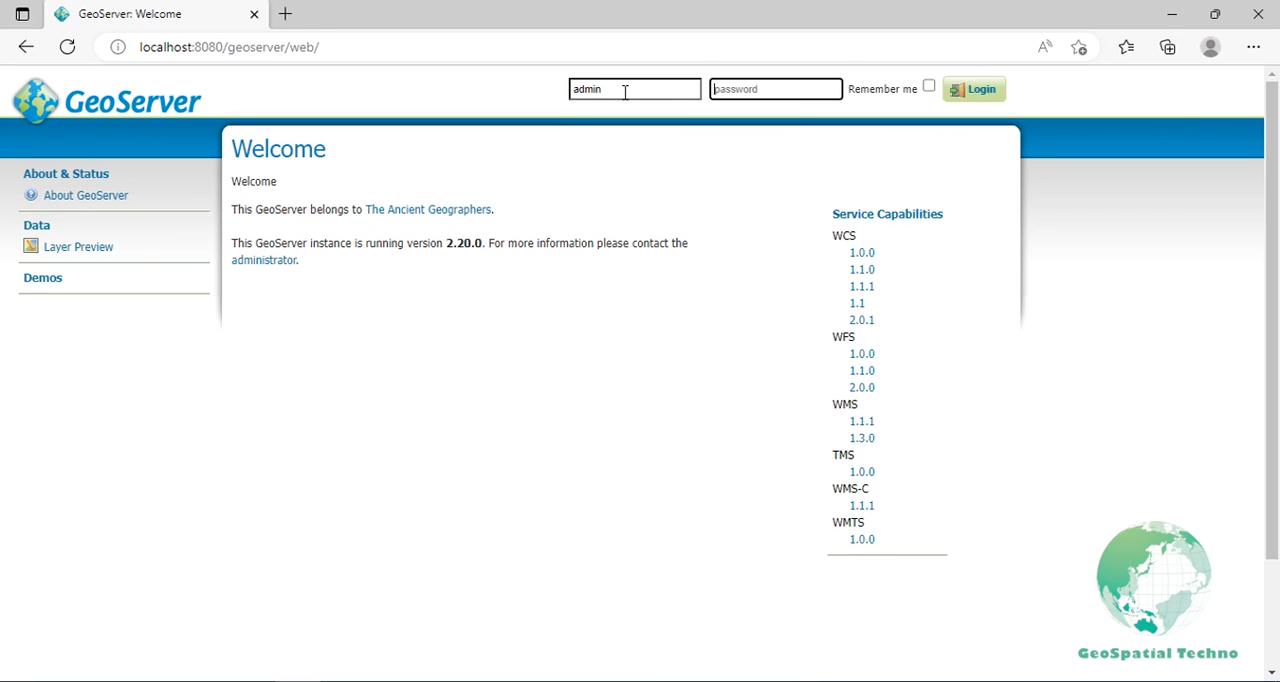 GeoServer: Welcome
localhost:8080/geoserver/web/
GeoServer
admin
password
Remember me
Login
About & Status
About GeoServer
Data
Layer Preview
Demos
Welcome
Welcome
This GeoServer belongs to The Ancient Geographers.
This GeoServer instance is running version 2.20.0. For more information please contact the
administrator.
Service Capabilities
WCS
1.0.0
1.1.0
1.1.1
1.1
2.0.1
WFS
1.0.0
1.1.0
2.0.0
WMS
1.1.1
1.3.0
TMS
1.0.0
WMS-C
1.1.1
WMTS
1.0.0
GeoSpatial Techno